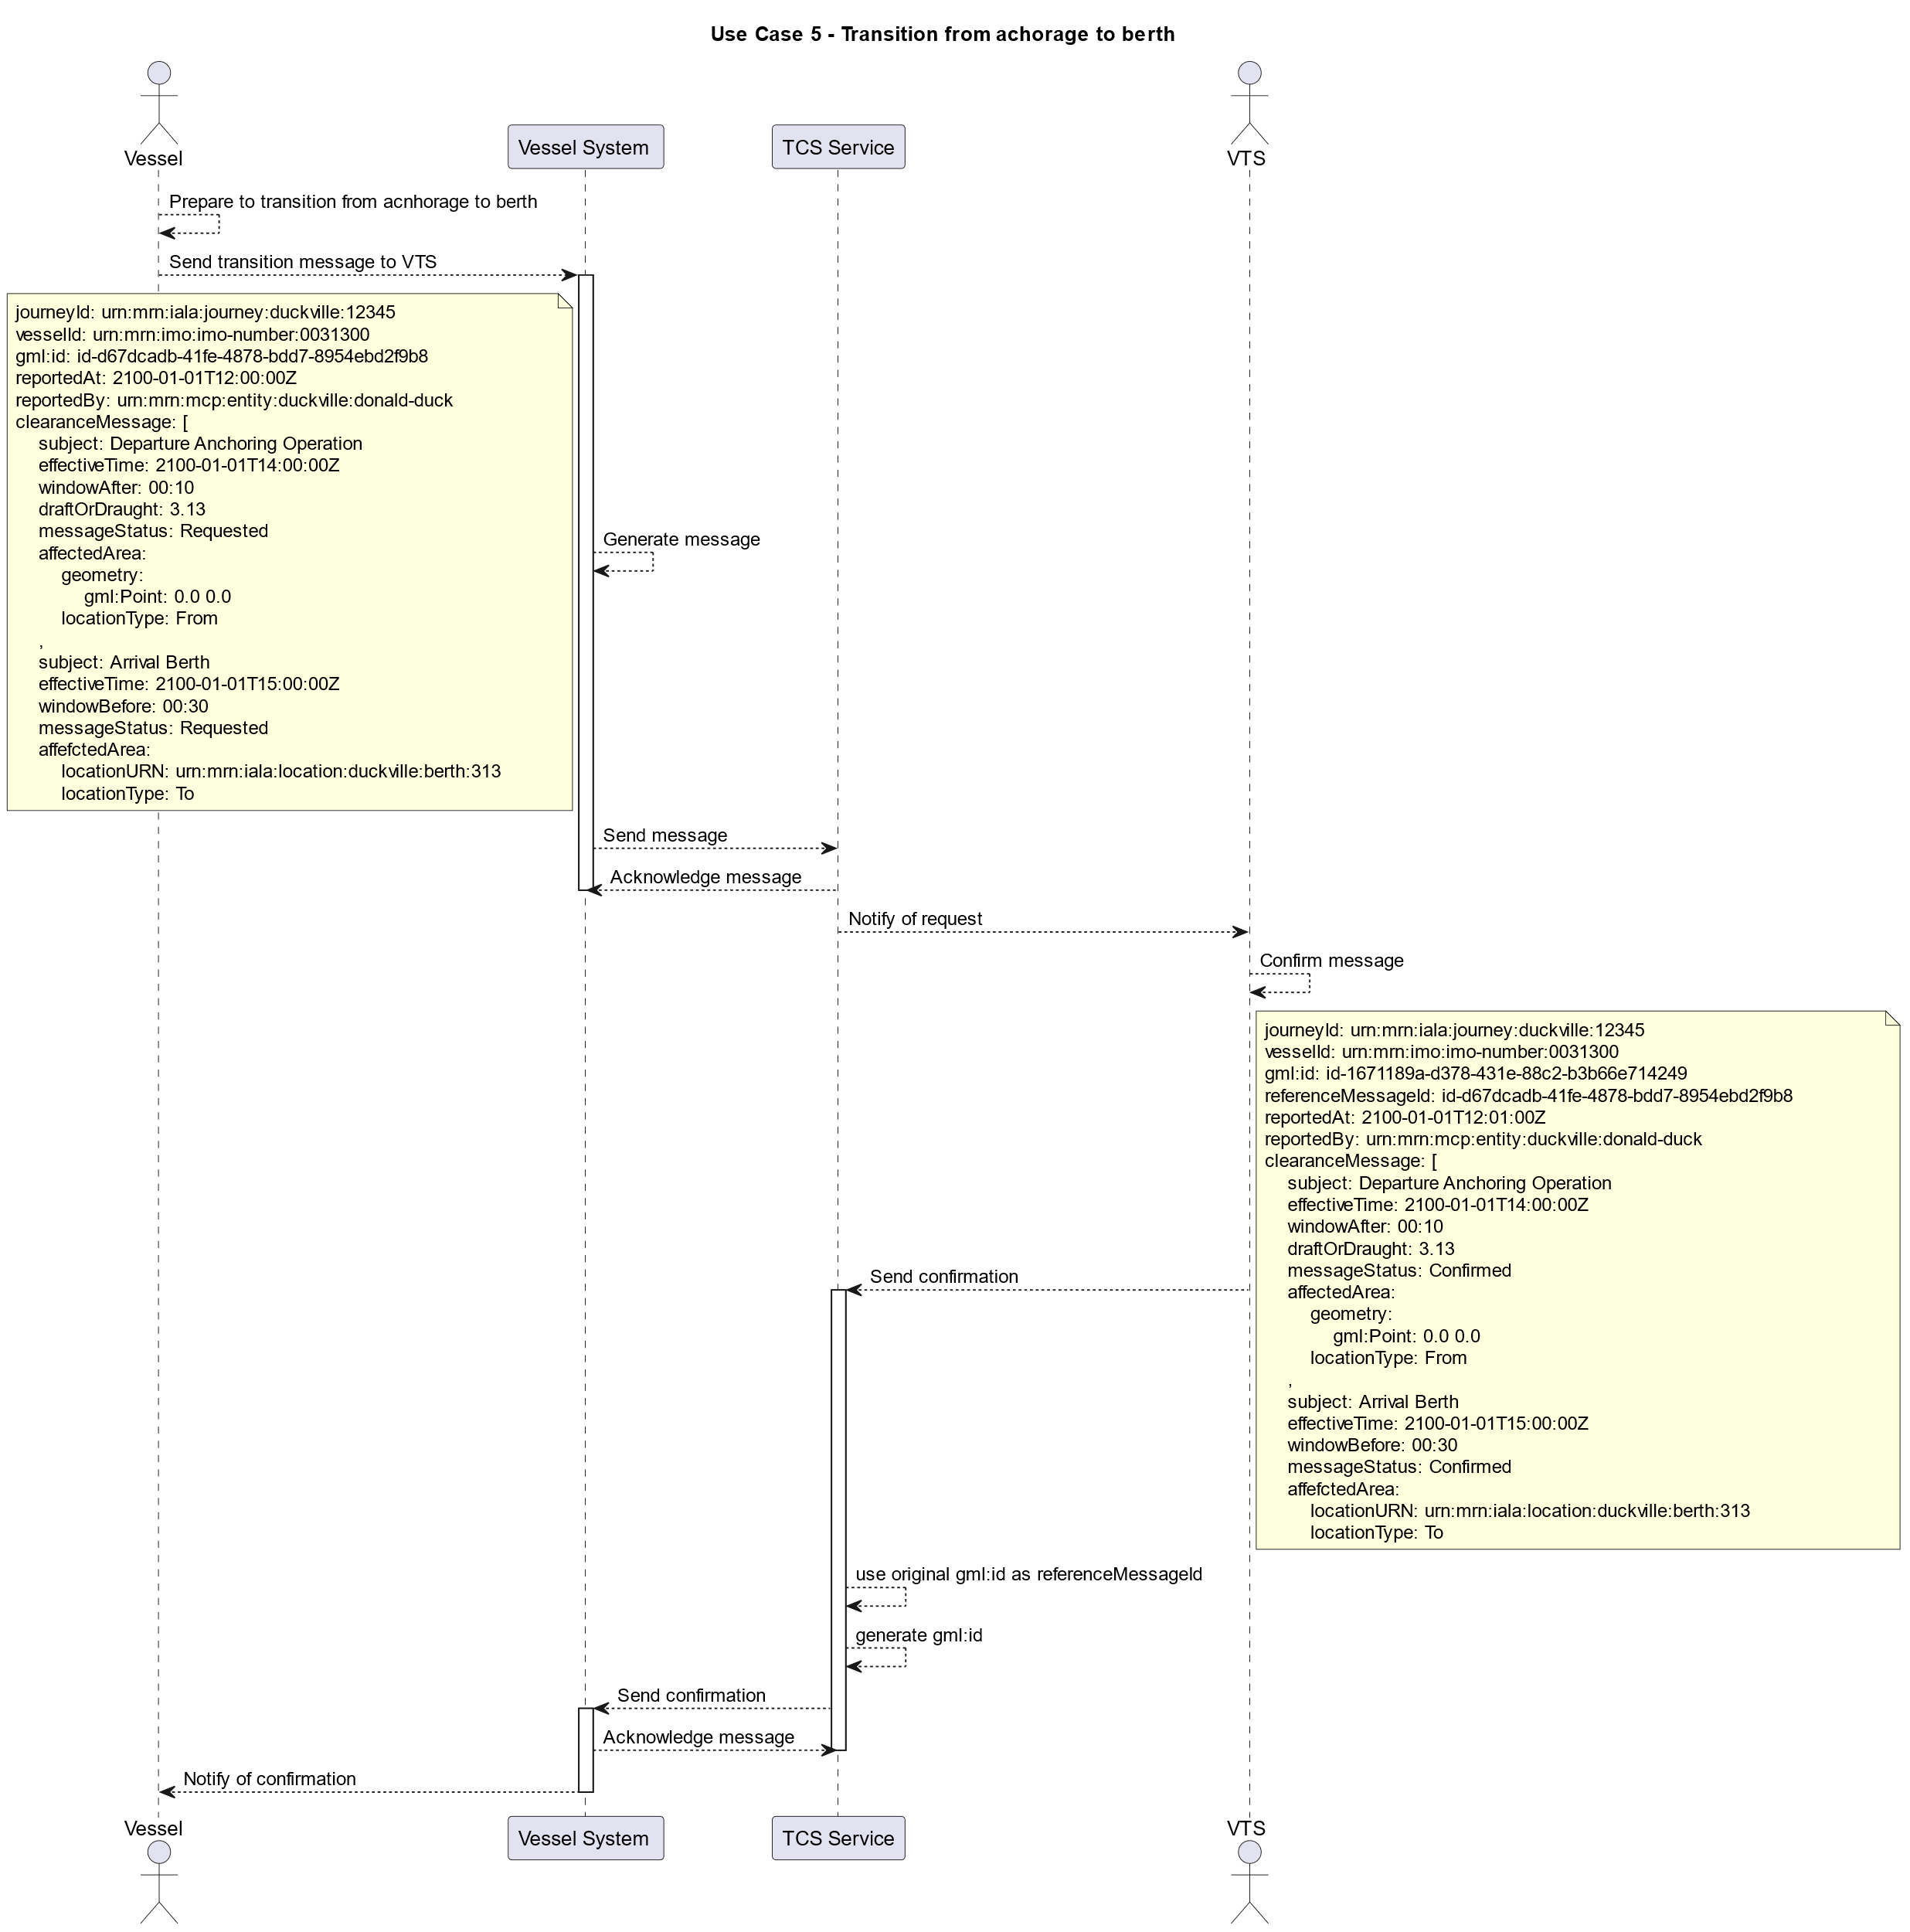 Use Case 5 - Transition from achorage to berth
Vessel
Vessel System
TCS Service
VTS
Prepare to transition from acnhorage to berth
Send transition message to VTS
journeyId: urn:mrn:iala:journey:duckville:12345
vesselId: urn:mrn:imo:imo-number:0031300
gml:id: id-d67dcadb-41fe-4878-bdd7-8954ebd2f9b8
reportedAt: 2100-01-01T12:00:00Z
reportedBy: urn:mrn:mcp:entity:duckville:donald-duck
clearanceMessage: [
subject: Departure Anchoring Operation
effectiveTime: 2100-01-01T14:00:00Z
windowAfter: 00:10
draftOrDraught: 3.13
messageStatus: Requested
affectedArea:
geometry:
gml:Point: 0.0 0.0
locationType: From
,
subject: Arrival Berth
effectiveTime: 2100-01-01T15:00:00Z
windowBefore: 00:30
messageStatus: Requested
affefctedArea:
locationURN: urn:mrn:iala:location:duckville:berth:313
locationType: To
Generate message
Send message
Acknowledge message
Notify of request
Confirm message
journeyId: urn:mrn:iala:journey:duckville:12345
vesselId: urn:mrn:imo:imo-number:0031300
gml:id: id-1671189a-d378-431e-88c2-b3b66e714249
referenceMessageId: id-d67dcadb-41fe-4878-bdd7-8954ebd2f9b8
reportedAt: 2100-01-01T12:01:00Z
reportedBy: urn:mrn:mcp:entity:duckville:donald-duck
clearanceMessage: [
subject: Departure Anchoring Operation
effectiveTime: 2100-01-01T14:00:00Z
windowAfter: 00:10
draftOrDraught: 3.13
messageStatus: Confirmed
affectedArea:
geometry:
gml:Point: 0.0 0.0
locationType: From
,
subject: Arrival Berth
effectiveTime: 2100-01-01T15:00:00Z
windowBefore: 00:30
messageStatus: Confirmed
affefctedArea:
locationURN: urn:mrn:iala:location:duckville:berth:313
locationType: To
Send confirmation
use original gml:id as referenceMessageId
generate gml:id
Send confirmation
Acknowledge message
Notify of confirmation
Vessel
Vessel System
TCS Service
VTS